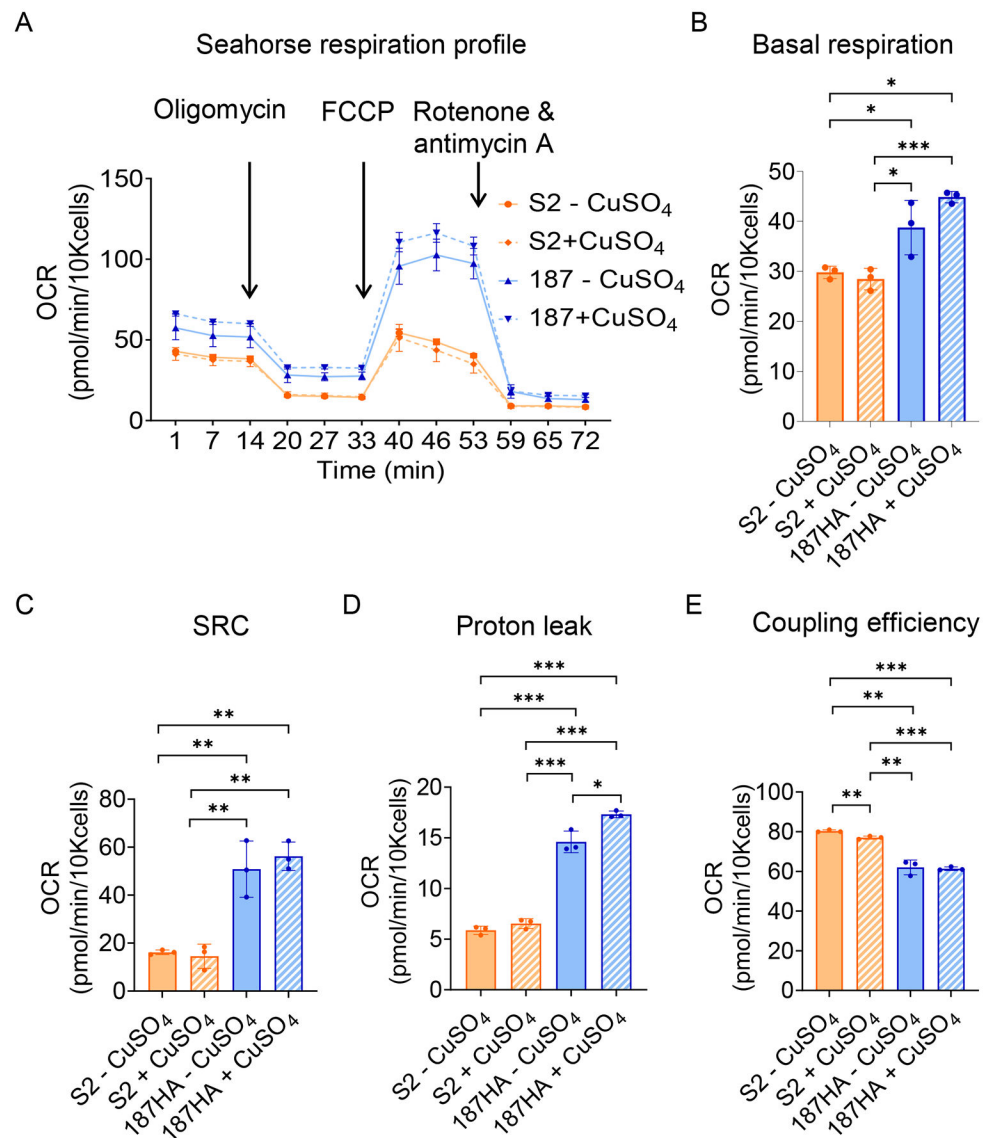 A
Seahorse respiration profile
Oligomycin
FCCP
Rotenone &
antimycin A
OCR
(pmol/min/10Kcells)
150
100
50
0
1 7 14 20 27 33 40 46 53 59 65 72
Time (min)
S2 - CuSO₄
S2+CuSO₄
187 - CuSO₄
187+CuSO₄
B
Basal respiration
*
*
***
*
OCR
(pmol/min/10Kcells)
50
40
30
20
10
0
S2 - CuSO₄
S2 + CuSO₄
187HA - CuSO₄
187HA + CuSO₄
C
SRC
**
**
**
**
OCR
(pmol/min/10Kcells)
80
60
40
20
0
S2 - CuSO₄
S2 + CuSO₄
187HA - CuSO₄
187HA + CuSO₄
D
Proton leak
***
***
***
***
*
OCR
(pmol/min/10Kcells)
20
15
10
5
0
S2 - CuSO₄
S2 + CuSO₄
187HA - CuSO₄
187HA + CuSO₄
E
Coupling efficiency
***
**
***
**
**
OCR
(pmol/min/10Kcells)
100
80
60
40
20
0
S2 - CuSO₄
S2 + CuSO₄
187HA - CuSO₄
187HA + CuSO₄